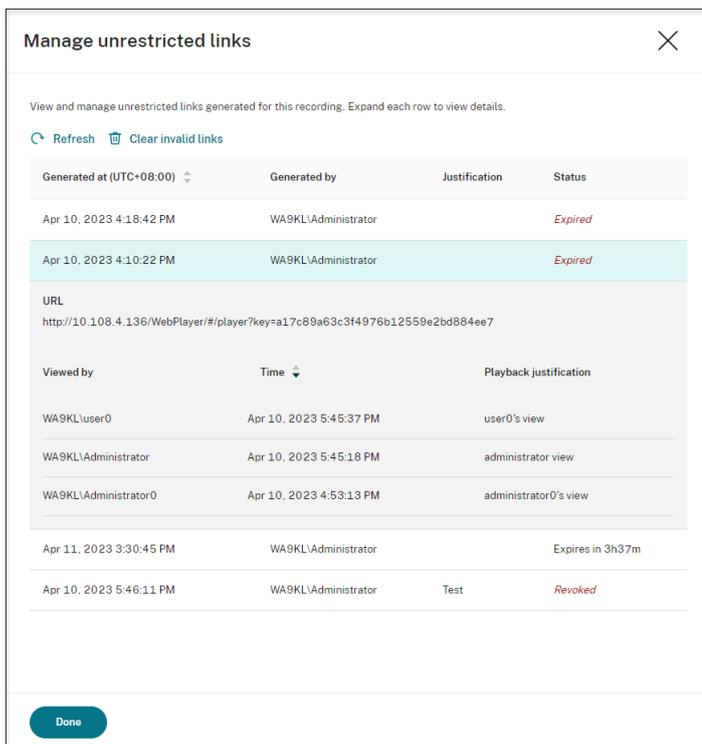 Manage unrestricted links
View and manage unrestricted links generated for this recording. Expand each row to view details.
Refresh Clear invalid links
Generated at (UTC+08:00) Generated by Justification Status
Apr 10, 2023 4:18:42 PM WA9KL\Administrator Expired
Apr 10, 2023 4:10:22 PM WA9KL\Administrator Expired
URL
http://10.108.4.136/WebPlayer/#/player?key=a17c89a63c3f4976b12559e2bd884ee7
Viewed by Time Playback justification
WA9KL\user0 Apr 10, 2023 5:45:37 PM user0's view
WA9KL\Administrator Apr 10, 2023 5:45:18 PM administrator view
WA9KL\Administrator0 Apr 10, 2023 4:53:13 PM administrator0's view
Apr 11, 2023 3:30:45 PM WA9KL\Administrator Expires in 3h37m
Apr 10, 2023 5:46:11 PM WA9KL\Administrator Test Revoked
Done